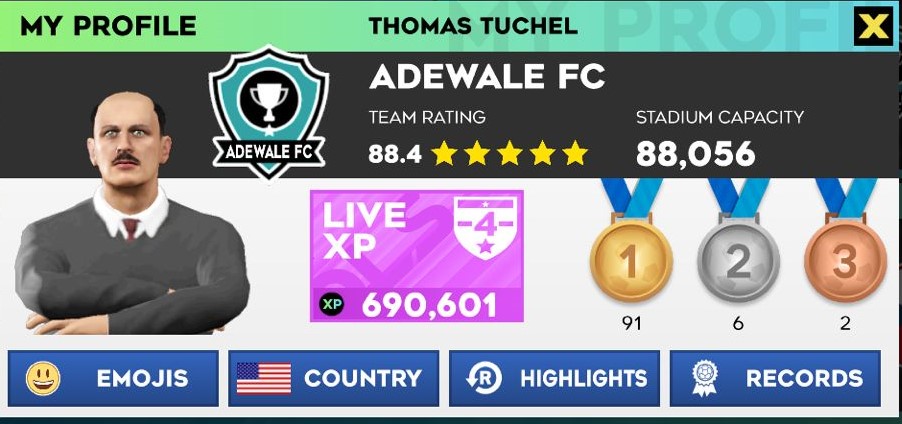 MY PROFILE
THOMAS TUCHEL
X
ADEWALE FC
ADEWALE FC
TEAM RATING
STADIUM CAPACITY
88.4
88,056
LIVE
XP
4
XP 690,601
1
2
3
91
6
2
EMOJIS
COUNTRY
R HIGHLIGHTS
RECORDS